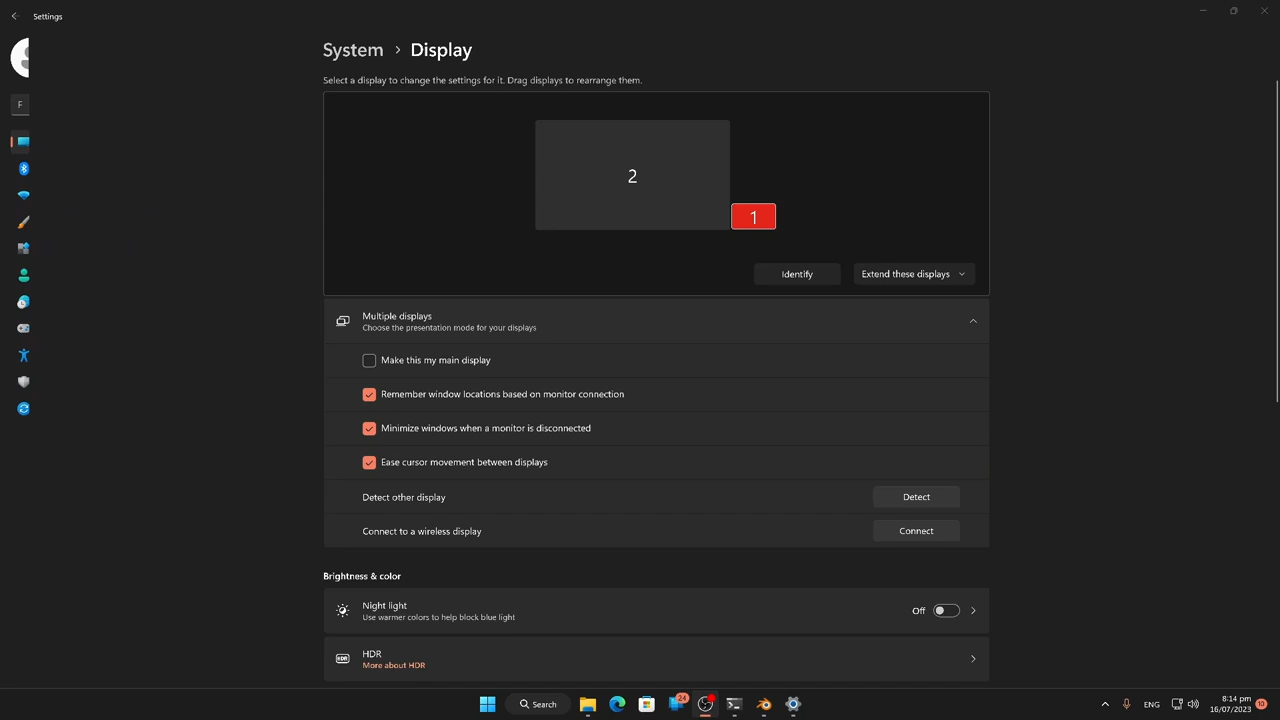 Settings
System > Display
Select a display to change the settings for it. Drag displays to rearrange them.
2
1
Identify
Extend these displays
F
Multiple displays
Choose the presentation mode for your displays
Make this my main display
Remember window locations based on monitor connection
Minimize windows when a monitor is disconnected
Ease cursor movement between displays
Detect other display
Detect
Connect to a wireless display
Connect
Brightness & color
Night light
Use warmer colors to help block blue light
Off
HDR
HDR
More about HDR
Search
24
ENG
8:14 pm
16/07/2023
10